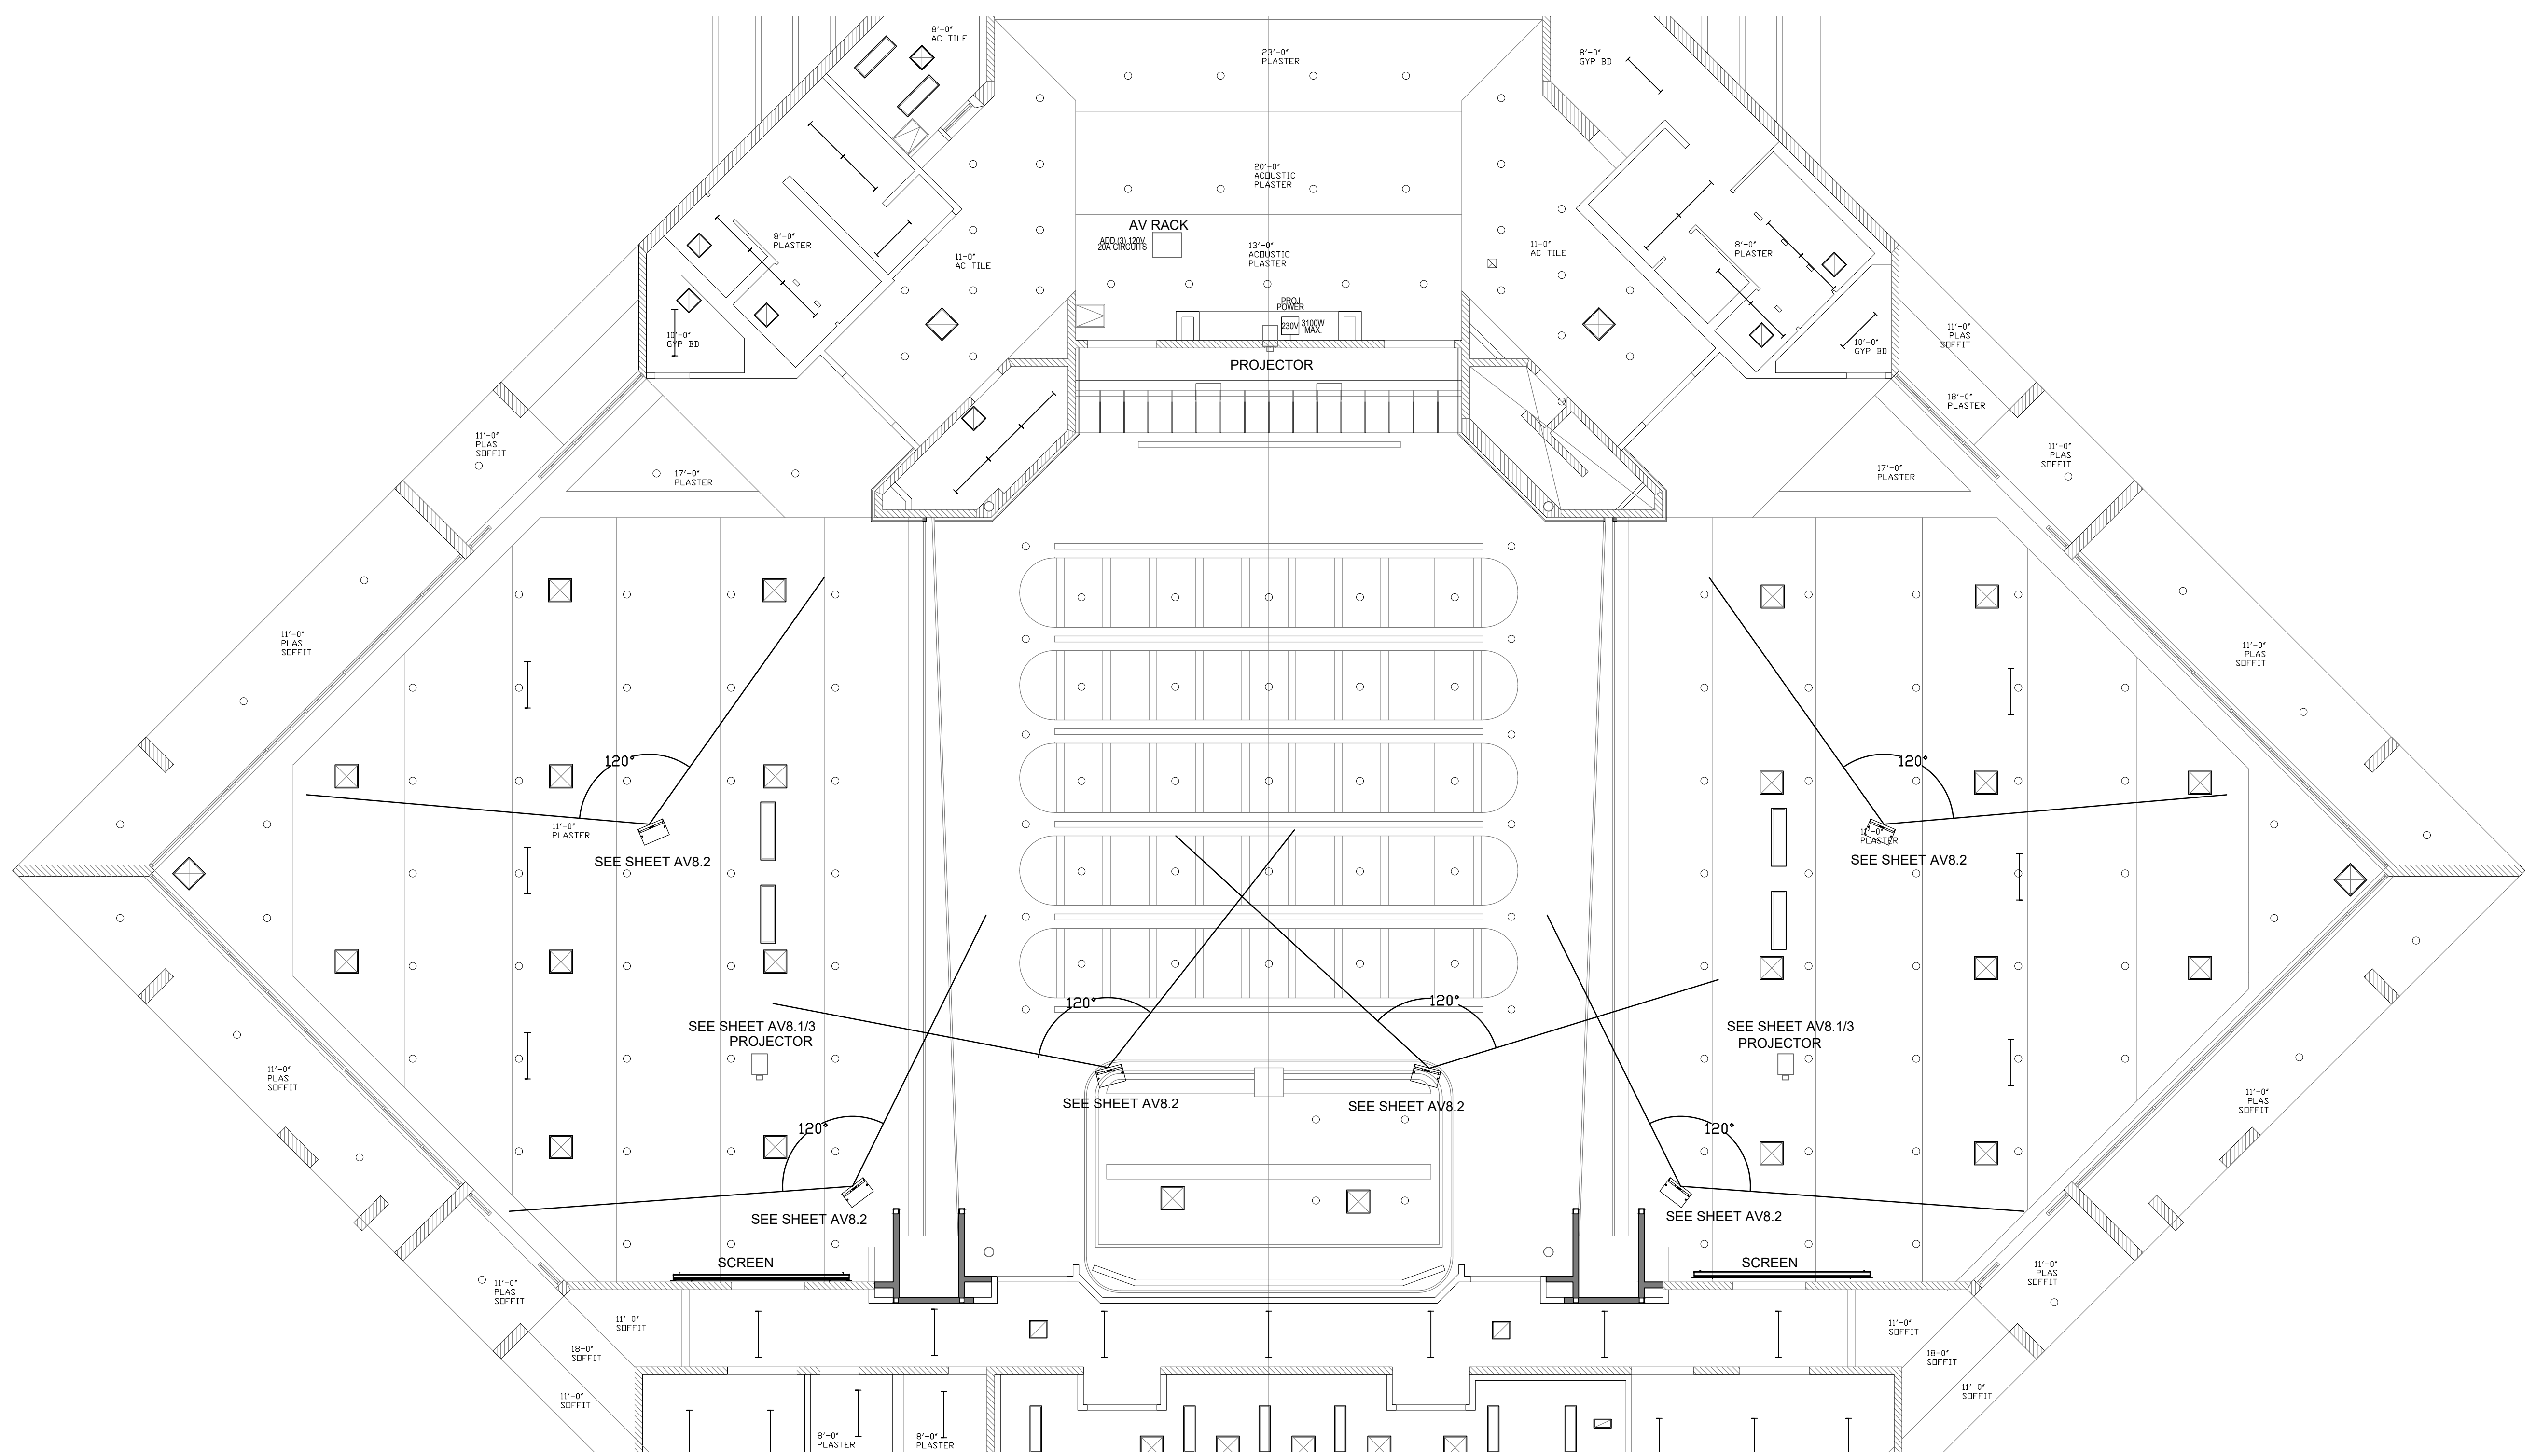 8'-0"
AC TILE
23'-0"
PLASTER
8'-0"
GYP BD
20'-0"
ACOUSTIC
PLASTER
AV RACK
ADD (3) 120V
20A CIRCUITS
13'-0"
ACOUSTIC
PLASTER
8'-0"
PLASTER
11-0"
AC TILE
11-0"
AC TILE
8'-0"
PLASTER
PROJ
POWER
230V
3100W
MAX.
PROJECTOR
10'-0"
GYP BD
10'-0"
GYP BD
11'-0"
PLAS
SOFFIT
18'-0"
PLASTER
11'-0"
PLAS
SOFFIT
17'-0"
PLASTER
17'-0"
PLASTER
11'-0"
PLAS
SOFFIT
11'-0"
PLAS
SOFFIT
11'-0"
PLAS
SOFFIT
120°
120°
11'-0"
PLASTER
11'-0"
PLASTER
SEE SHEET AV8.2
SEE SHEET AV8.2
120°
120°
SEE SHEET AV8.1/3
PROJECTOR
SEE SHEET AV8.1/3
PROJECTOR
11'-0"
PLAS
SOFFIT
11'-0"
PLAS
SOFFIT
SEE SHEET AV8.2
SEE SHEET AV8.2
120°
120°
SEE SHEET AV8.2
SEE SHEET AV8.2
SCREEN
SCREEN
11'-0"
PLAS
SOFFIT
11'-0"
PLAS
SOFFIT
11'-0"
SOFFIT
11'-0"
SOFFIT
18-0"
SOFFIT
18-0"
SOFFIT
11'-0"
SOFFIT
11'-0"
SOFFIT
8'-0"
PLASTER
8'-0"
PLASTER